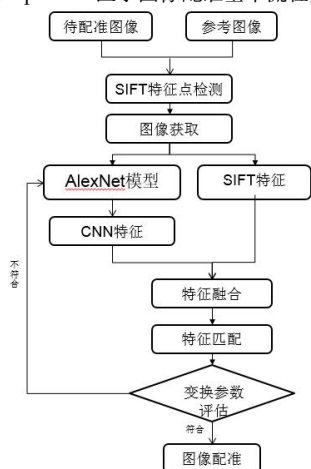 待配准图像
参考图像
SIFT特征点检测
图像获取
AlexNet模型
SIFT特征
CNN特征
不符合
特征融合
特征匹配
变换参数
评估
符合
图像配准